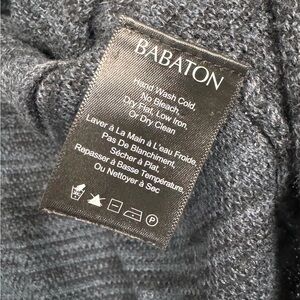 BABATON
Hand Wash Cold,
No Bleach,
Dry Flat, Low Iron,
Or Dry Clean
Laver à La Main à L'eau Froide,
Pas De Blanchiment,
Sécher à Plat,
Repasser à Basse Température,
Ou Nettoyer à Sec
P